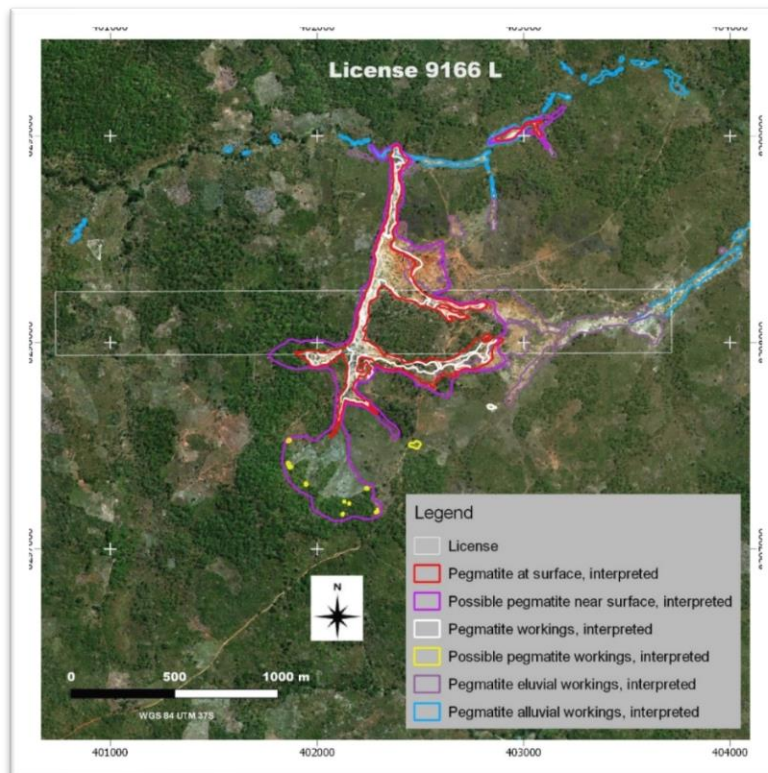 401000 402000 403000 404000
License 9166 L
Legend
License
Pegmatite at surface, interpreted
Possible pegmatite near surface, interpreted
Pegmatite workings, interpreted
Possible pegmatite workings, interpreted
Pegmatite eluvial workings, interpreted
Pegmatite alluvial workings, interpreted
N
0 500 1000 m
WGS 84 UTM 37S
401000 402000 403000 404000